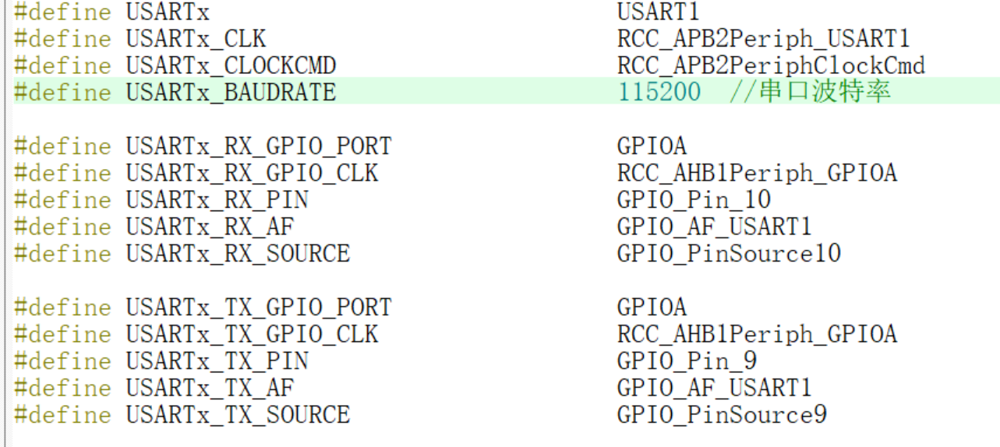 #define USARTx USART1
#define USARTx_CLK RCC_APB2Periph_USART1
#define USARTx_CLOCKCMD RCC_APB2PeriphClockCmd
#define USARTx_BAUDRATE 115200 //串口波特率
#define USARTx_RX_GPIO_PORT GPIOA
#define USARTx_RX_GPIO_CLK RCC_AHB1Periph_GPIOA
#define USARTx_RX_PIN GPIO_Pin_10
#define USARTx_RX_AF GPIO_AF_USART1
#define USARTx_RX_SOURCE GPIO_PinSource10
#define USARTx_TX_GPIO_PORT GPIOA
#define USARTx_TX_GPIO_CLK RCC_AHB1Periph_GPIOA
#define USARTx_TX_PIN GPIO_Pin_9
#define USARTx_TX_AF GPIO_AF_USART1
#define USARTx_TX_SOURCE GPIO_PinSource9